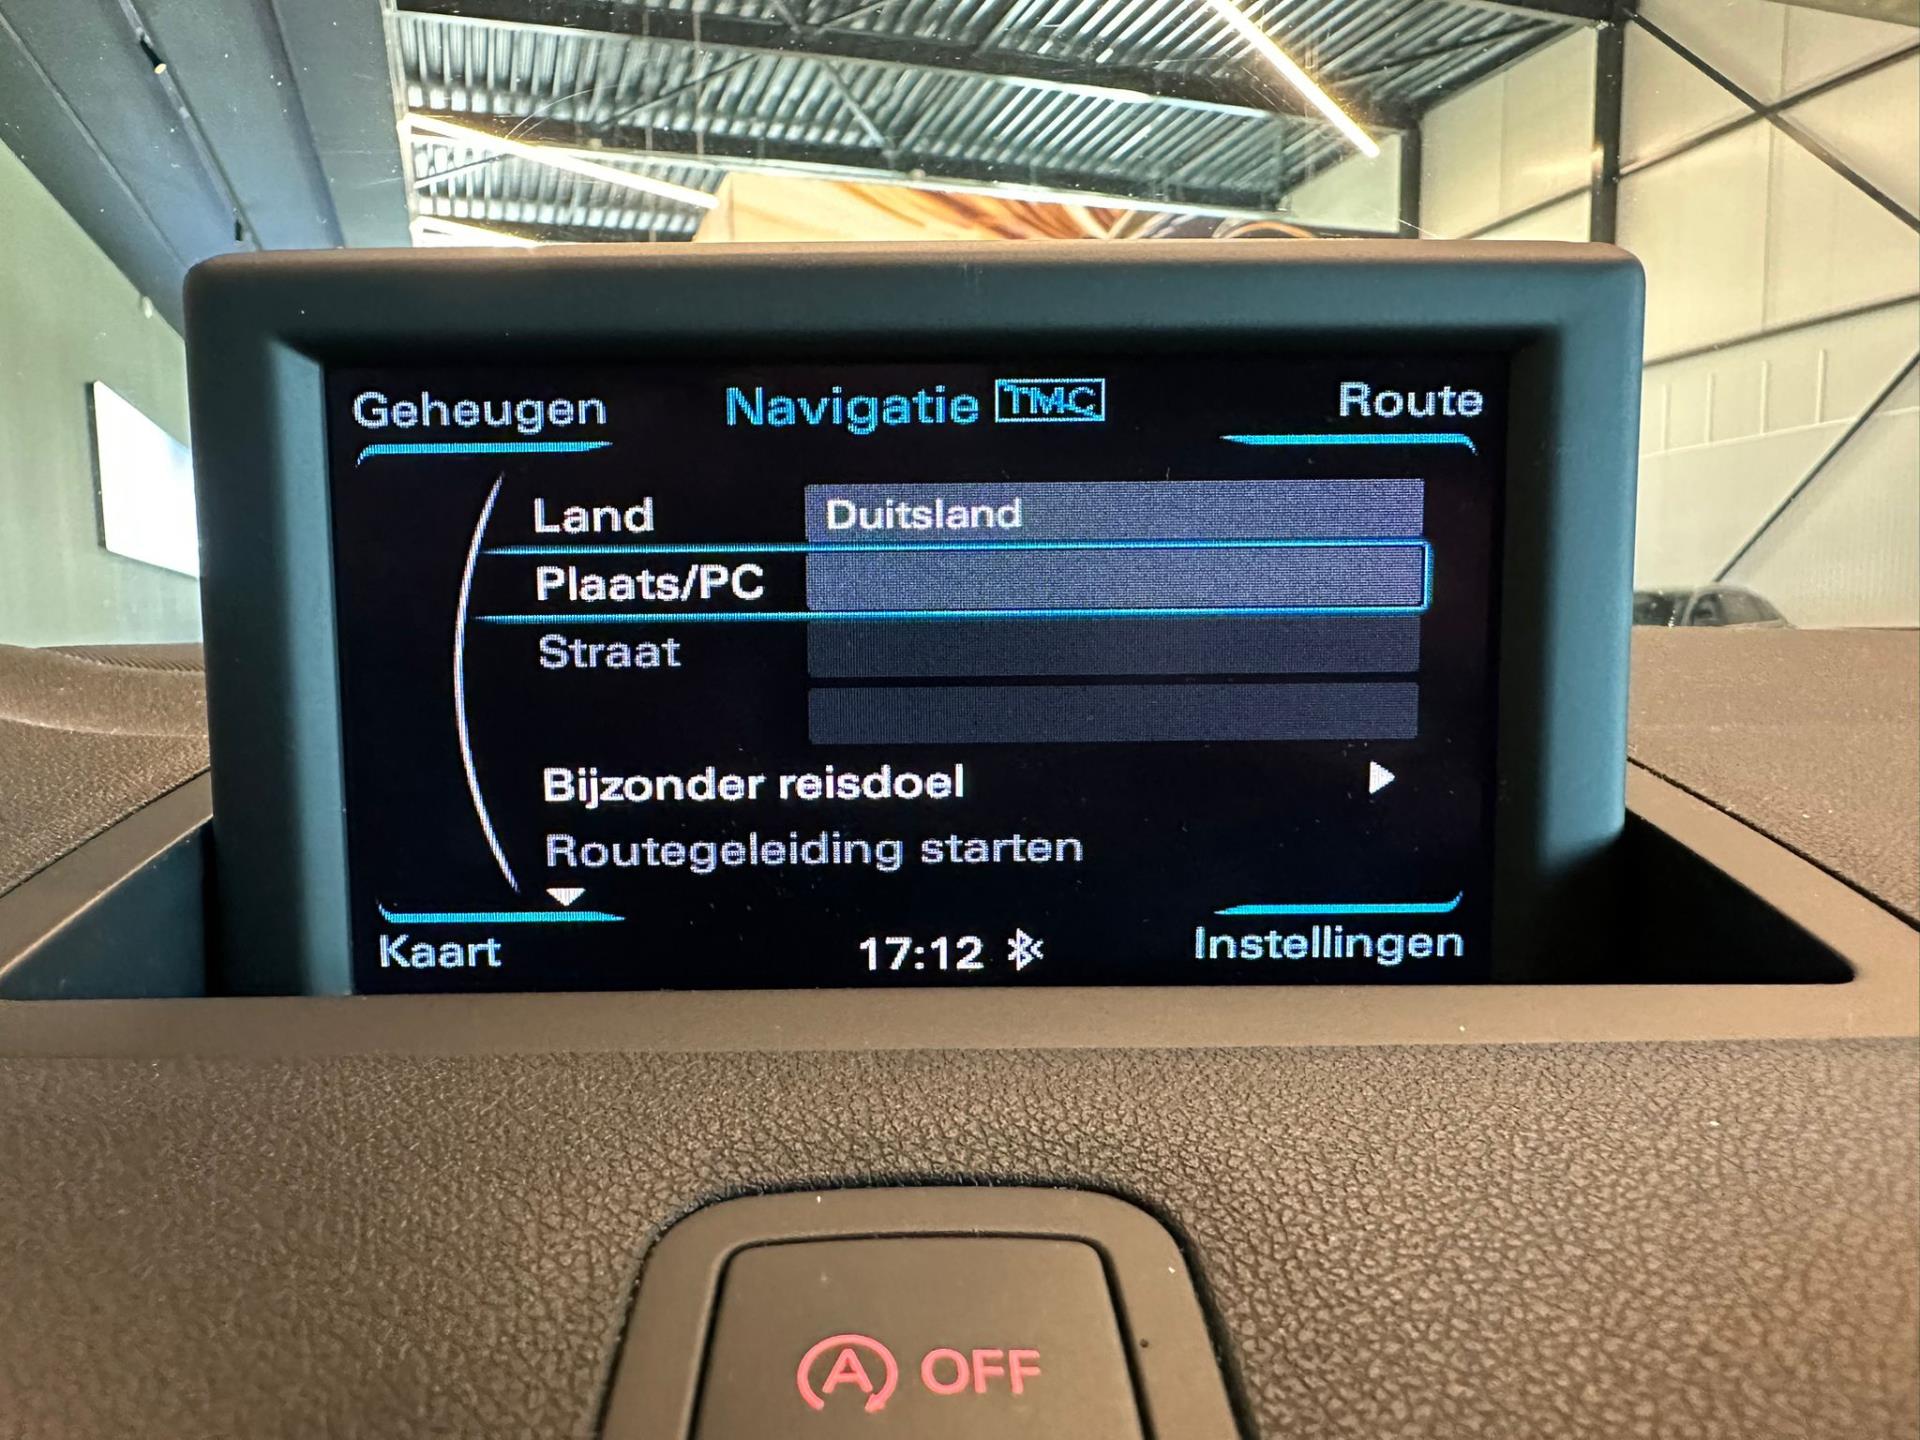 Geheugen Navigatie TMC Route
Land Duitsland
Plaats/PC
Straat
Bijzonder reisdoel
Routegeleiding starten
Kaart 17:12 Instellingen
A OFF